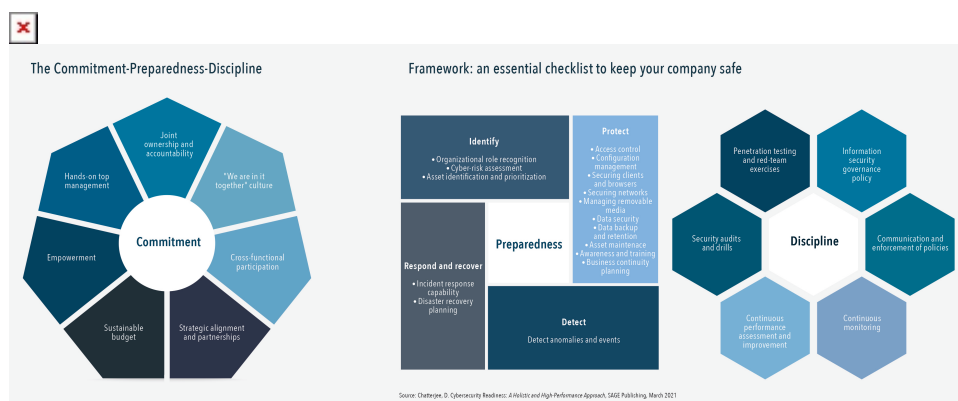 The Commitment-Preparedness-Discipline
Framework: an essential checklist to keep your company safe
Joint
ownership and
accountability
"We are in it
together" culture
Cross-functional
participation
Strategic alignment
and partnerships
Sustainable
budget
Empowerment
Hands-on top
management
Commitment
Identify
• Organizational role recognition
• Cyber-risk assessment
• Asset identification and prioritization
Protect
• Access control
• Configuration
management
• Securing clients
and browsers
• Securing networks
• Managing removable
media
• Data security
• Data backup
and retention
• Asset maintenace
• Awareness and training
• Business continuity
planning
Preparedness
Respond and recover
• Incident response
capability
• Disaster recovery
planning
Detect
Detect anomalies and events
Penetration testing
and red-team
exercises
Information
security
governance
policy
Security audits
and drills
Discipline
Communication and
enforcement of policies
Continuous
performance
assessment and
improvement
Continuous
monitoring
Source: Chatterjee, D. Cybersecurity Readiness: A Holistic and High-Performance Approach, SAGE Publishing, March 2021